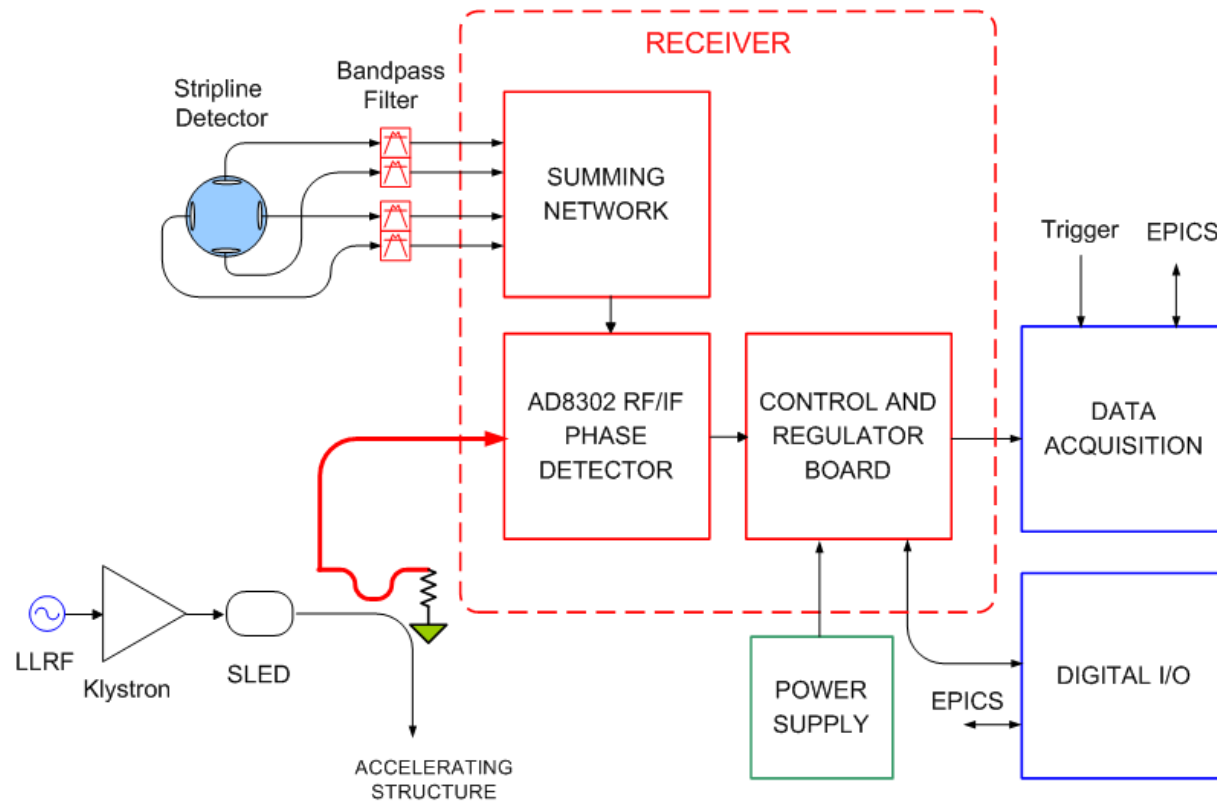 RECEIVER
Stripline
Detector
Bandpass
Filter
SUMMING
NETWORK
Trigger
EPICS
AD8302 RF/IF
PHASE
DETECTOR
CONTROL AND
REGULATOR
BOARD
DATA
ACQUISITION
LLRF
Klystron
SLED
POWER
SUPPLY
EPICS
DIGITAL I/O
ACCELERATING
STRUCTURE